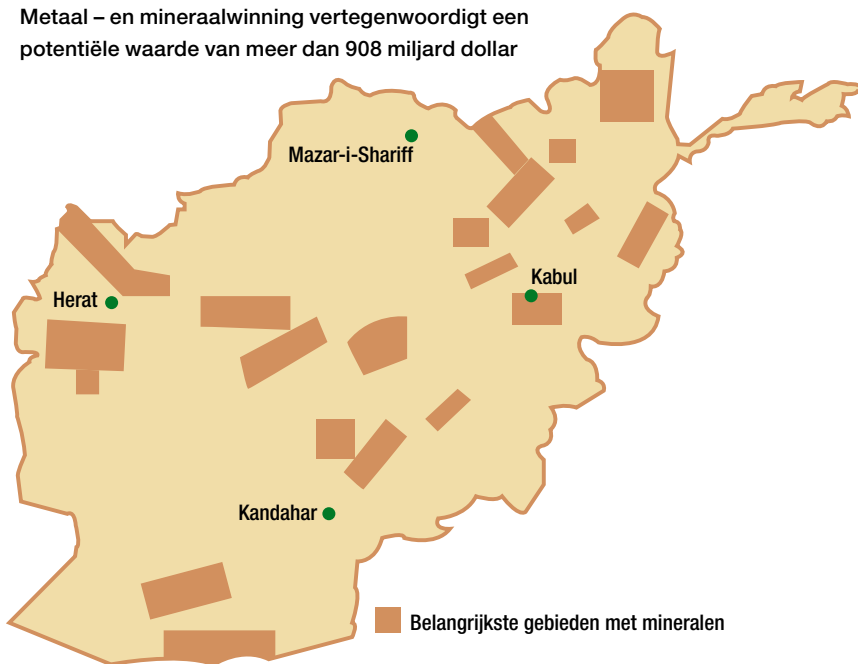 Metaal – en mineraalwinning vertegenwoordigt een
potentiële waarde van meer dan 908 miljard dollar
Mazar-i-Shariff
Kabul
Herat
Kandahar
Belangrijkste gebieden met mineralen